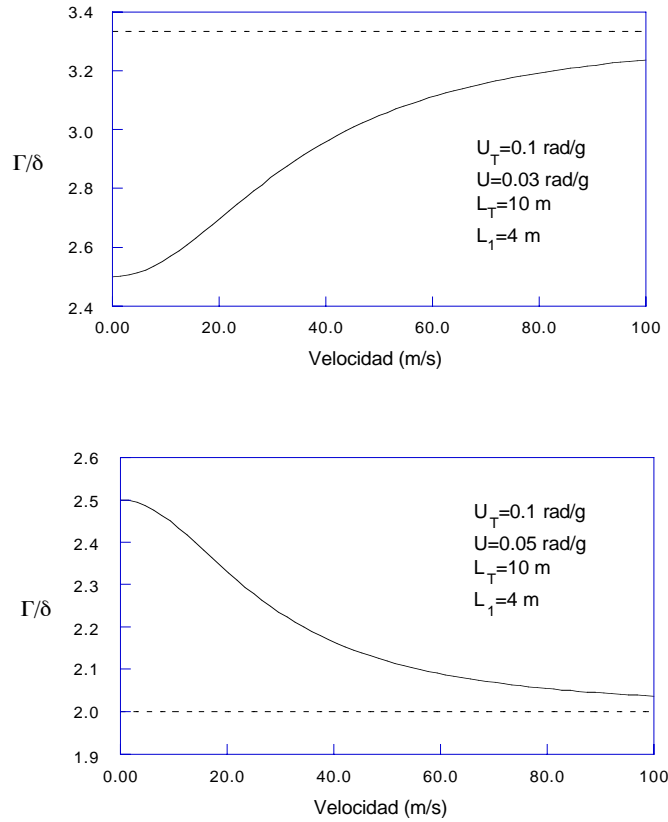 3.4
3.2
3.0
2.8
2.6
2.4
Γ/δ
U_T=0.1 rad/g
U=0.03 rad/g
L_T=10 m
L_1=4 m
0.00 20.0 40.0 60.0 80.0 100
Velocidad (m/s)
2.6
2.5
2.4
2.3
2.2
2.1
2.0
1.9
Γ/δ
U_T=0.1 rad/g
U=0.05 rad/g
L_T=10 m
L_1=4 m
0.00 20.0 40.0 60.0 80.0 100
Velocidad (m/s)